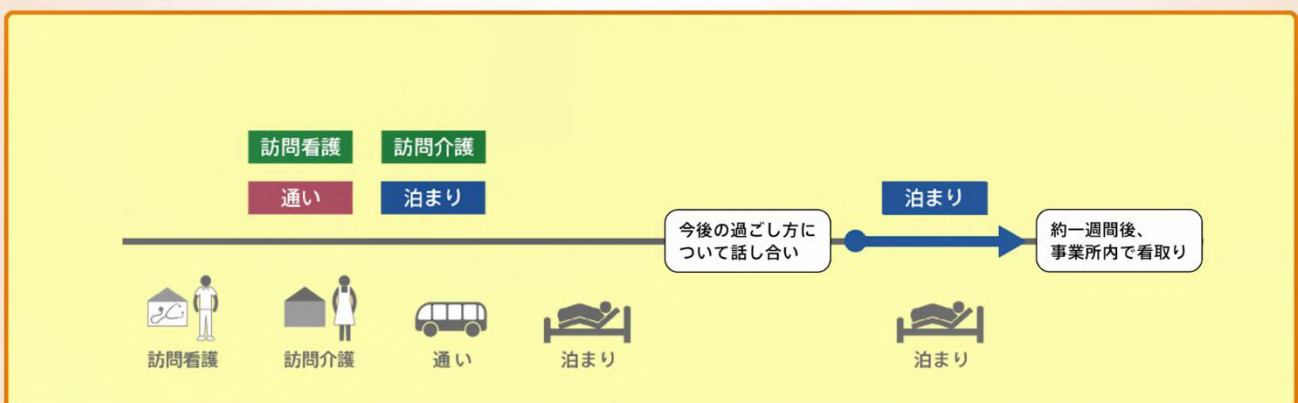 訪問看護 訪問介護
通い 泊まり
泊まり
今後の過ごし方に
ついて話し合い
約一週間後、
事業所内で看取り
訪問看護 訪問介護 通い 泊まり 泊まり